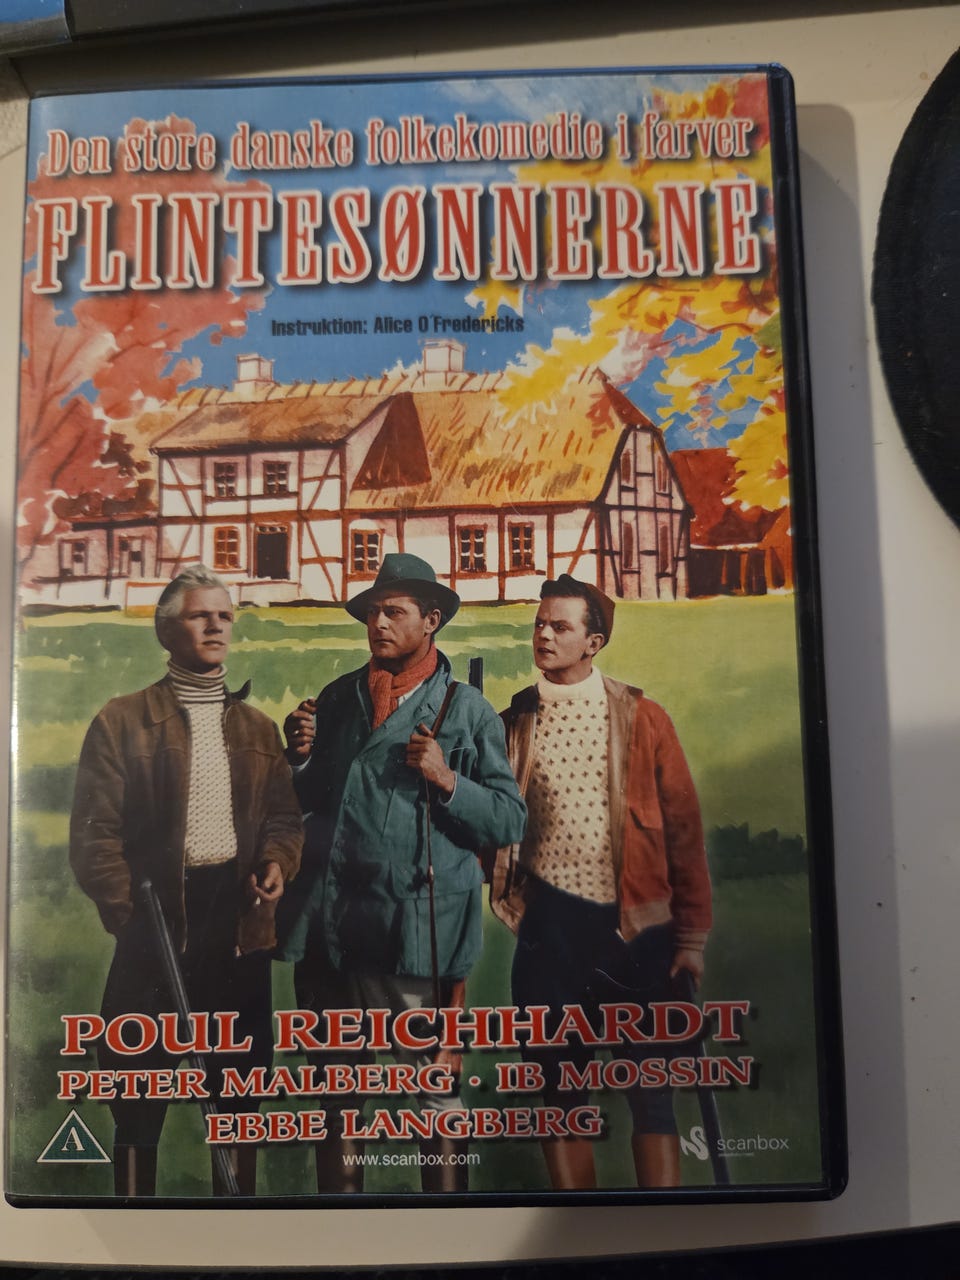 Den store danske folkekomedie i farver
FLINTESØNNERNE
Instruktion: Alice O'Fredericks
POUL REICHHARDT
PETER MALBERG · IB MOSSIN
EBBE LANGBERG
A
www.scanbox.com
scanbox